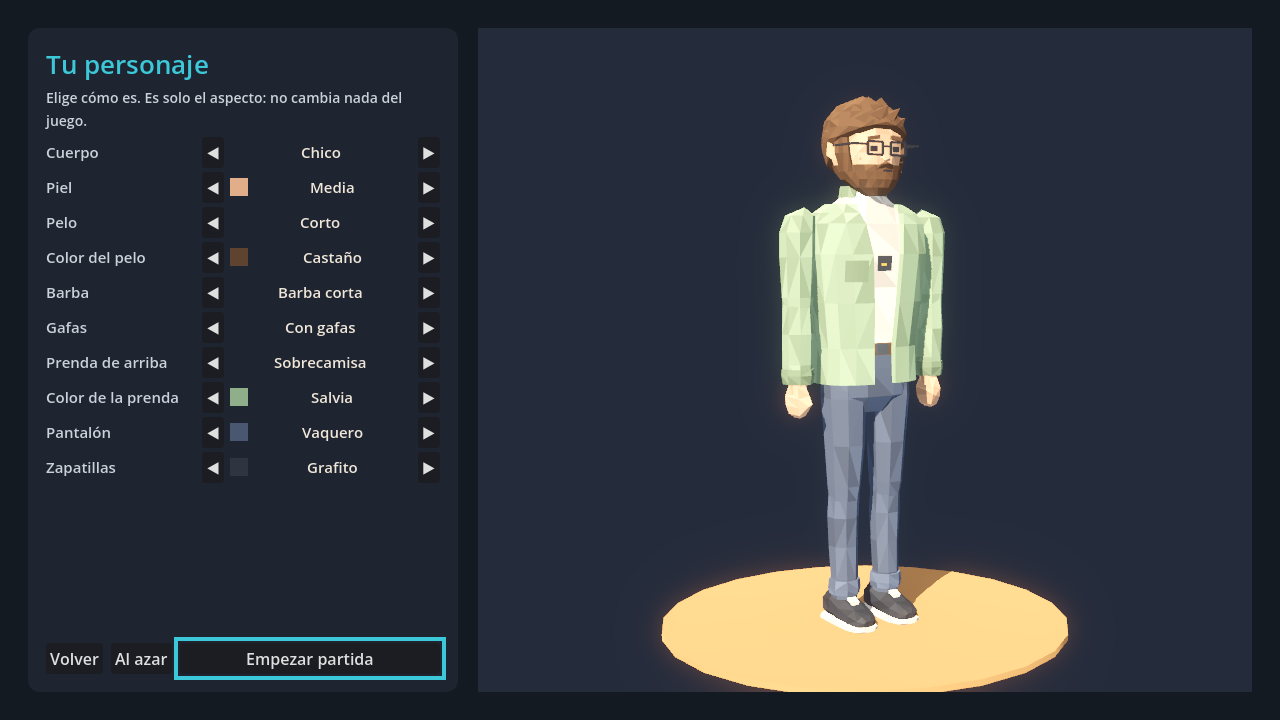 Tu personaje
Elige cómo es. Es solo el aspecto: no cambia nada del
juego.
Cuerpo ◀ Chico ▶
Piel ◀ Media ▶
Pelo ◀ Corto ▶
Color del pelo ◀ Castaño ▶
Barba ◀ Barba corta ▶
Gafas ◀ Con gafas ▶
Prenda de arriba ◀ Sobrecamisa ▶
Color de la prenda ◀ Salvia ▶
Pantalón ◀ Vaquero ▶
Zapatillas ◀ Grafito ▶
Volver Al azar Empezar partida